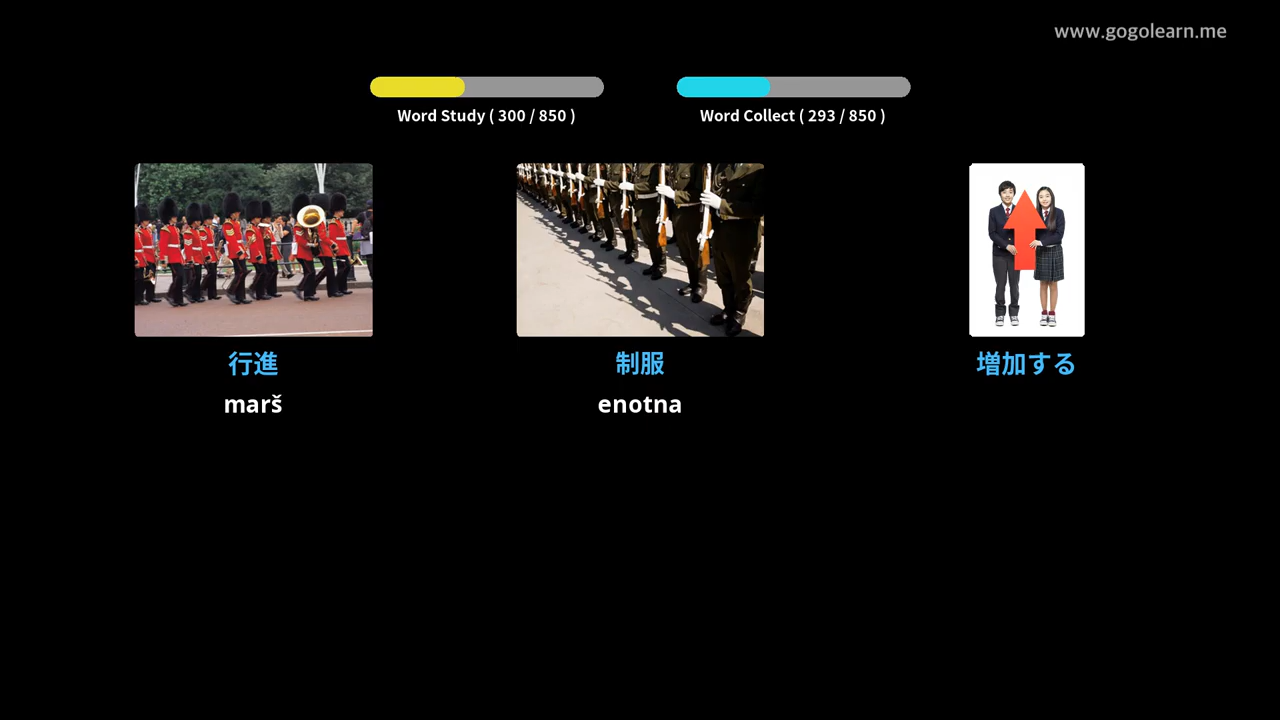 www.gogolearn.me
Word Study ( 300 / 850 )
Word Collect ( 293 / 850 )
行進
制服
増加する
marš
enotna